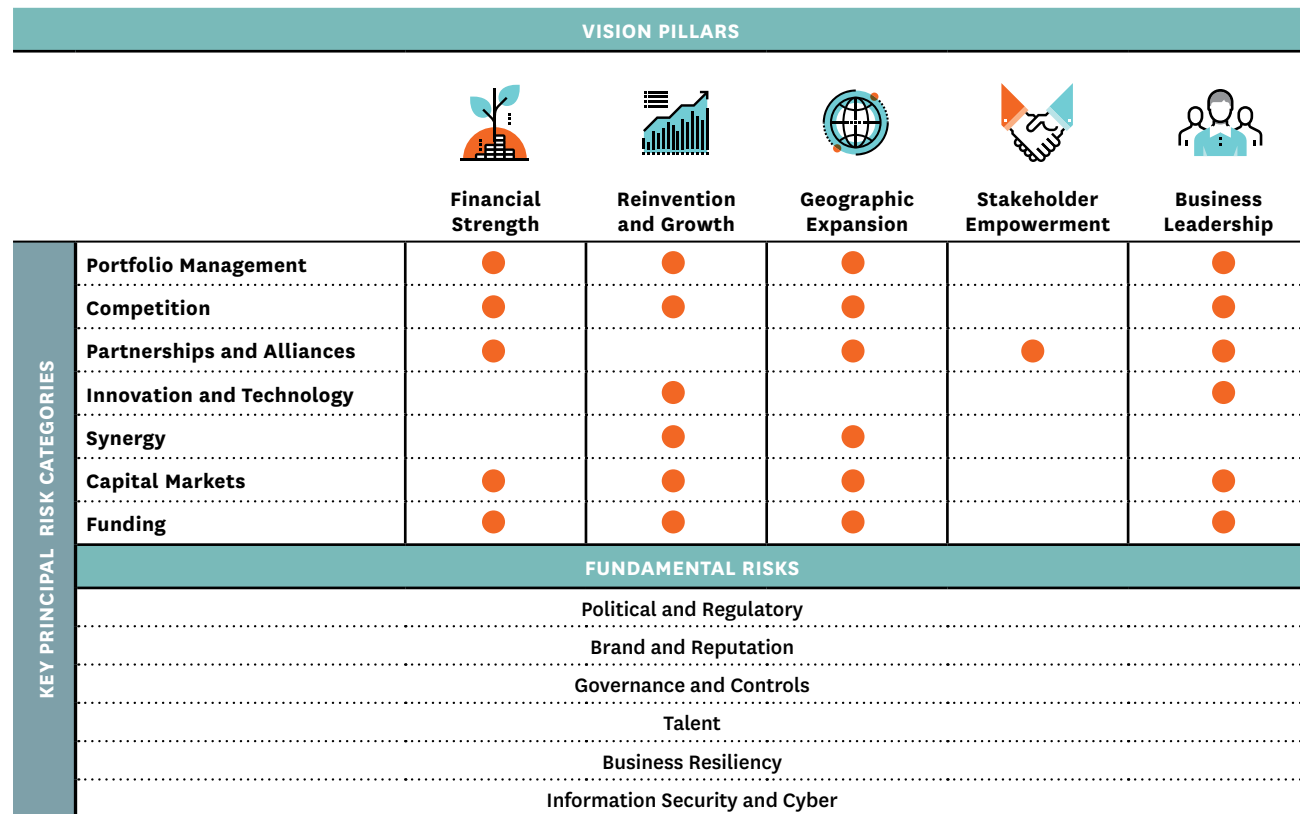 VISION PILLARS
Financial
Strength
Reinvention
and Growth
Geographic
Expansion
Stakeholder
Empowerment
Business
Leadership
KEY PRINCIPAL RISK CATEGORIES
Portfolio Management
Competition
Partnerships and Alliances
Innovation and Technology
Synergy
Capital Markets
Funding
FUNDAMENTAL RISKS
Political and Regulatory
Brand and Reputation
Governance and Controls
Talent
Business Resiliency
Information Security and Cyber